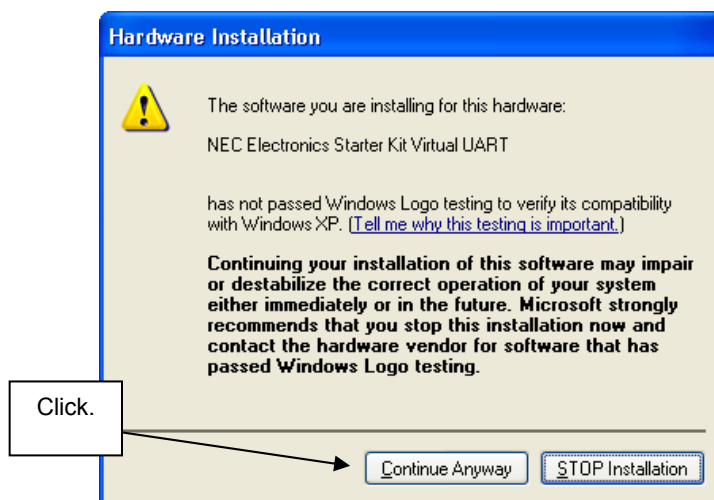 Hardware Installation
The software you are installing for this hardware:
NEC Electronics Starter Kit Virtual UART
has not passed Windows Logo testing to verify its compatibility
with Windows XP. (Tell me why this testing is important.)
Continuing your installation of this software may impair
or destabilize the correct operation of your system
either immediately or in the future. Microsoft strongly
recommends that you stop this installation now and
contact the hardware vendor for software that has
passed Windows Logo testing.
Click.
Continue Anyway
STOP Installation